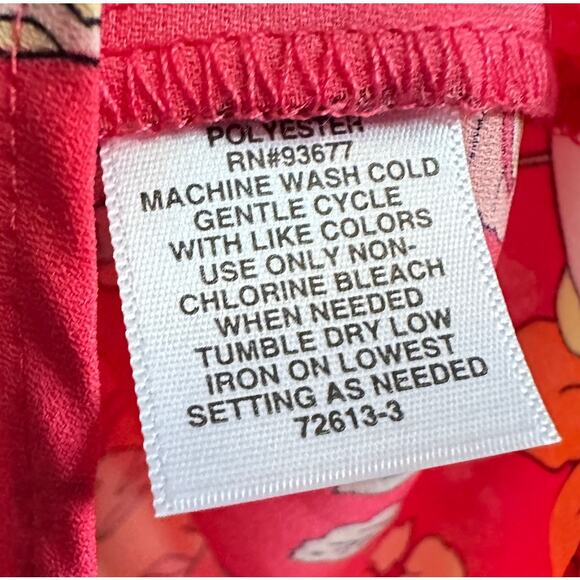 POLYESTER
RN#93677
MACHINE WASH COLD
GENTLE CYCLE
WITH LIKE COLORS
USE ONLY NON-
CHLORINE BLEACH
WHEN NEEDED
TUMBLE DRY LOW
IRON ON LOWEST
SETTING AS NEEDED
72613-3